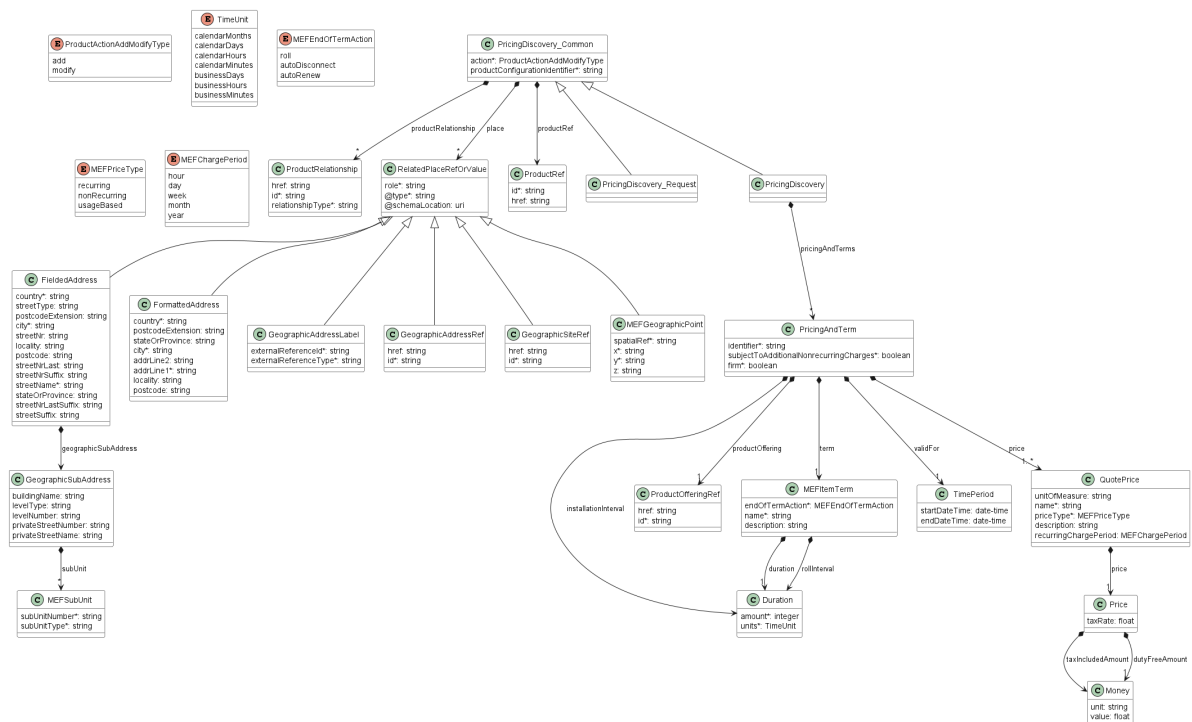 E TimeUnit
calendarMonths
calendarDays
calendarHours
calendarMinutes
businessDays
businessHours
businessMinutes
E ProductActionAddModifyType
add
modify
E MEFEndOfTermAction
roll
autoDisconnect
autoRenew
C PricingDiscovery_Common
action*: ProductActionAddModifyType
productConfigurationIdentifier*: string
productRelationship
place
productRef
*
*
E MEFPriceType
recurring
nonRecurring
usageBased
E MEFChargePeriod
hour
day
week
month
year
C ProductRelationship
href: string
id*: string
relationshipType*: string
C RelatedPlaceRefOrValue
role*: string
@type*: string
@schemaLocation: uri
C ProductRef
id*: string
href: string
C PricingDiscovery_Request
C PricingDiscovery
pricingAndTerms
*
C FieldedAddress
country*: string
streetType: string
postcodeExtension: string
city*: string
streetNr: string
locality: string
postcode: string
streetNrLast: string
streetNrSuffix: string
streetName*: string
stateOrProvince: string
streetNrLastSuffix: string
streetSuffix: string
C FormattedAddress
country*: string
postcodeExtension: string
stateOrProvince: string
city*: string
addrLine2: string
addrLine1*: string
locality: string
postcode: string
C GeographicAddressLabel
externalReferenceId*: string
externalReferenceType*: string
C GeographicAddressRef
href: string
id*: string
C GeographicSiteRef
href: string
id*: string
C MEFGeographicPoint
spatialRef*: string
x*: string
y*: string
z: string
C PricingAndTerm
identifier*: string
subjectToAdditionalNonrecurringCharges*: boolean
firm*: boolean
geographicSubAddress
installationInterval
productOffering
term
validFor
price
1
1
1
1..*
C GeographicSubAddress
buildingName: string
levelType: string
levelNumber: string
privateStreetNumber: string
privateStreetName: string
C ProductOfferingRef
href: string
id*: string
C MEFItemTerm
endOfTermAction*: MEFEndOfTermAction
name*: string
description: string
C TimePeriod
startDateTime: date-time
endDateTime: date-time
C QuotePrice
unitOfMeasure: string
name*: string
priceType*: MEFPriceType
description: string
recurringChargePeriod: MEFChargePeriod
subUnit
*
duration
rollInterval
1
price
1
C MEFSubUnit
subUnitNumber*: string
subUnitType*: string
C Duration
amount*: integer
units*: TimeUnit
C Price
taxRate: float
taxIncludedAmount
dutyFreeAmount
1
C Money
unit: string
value: float